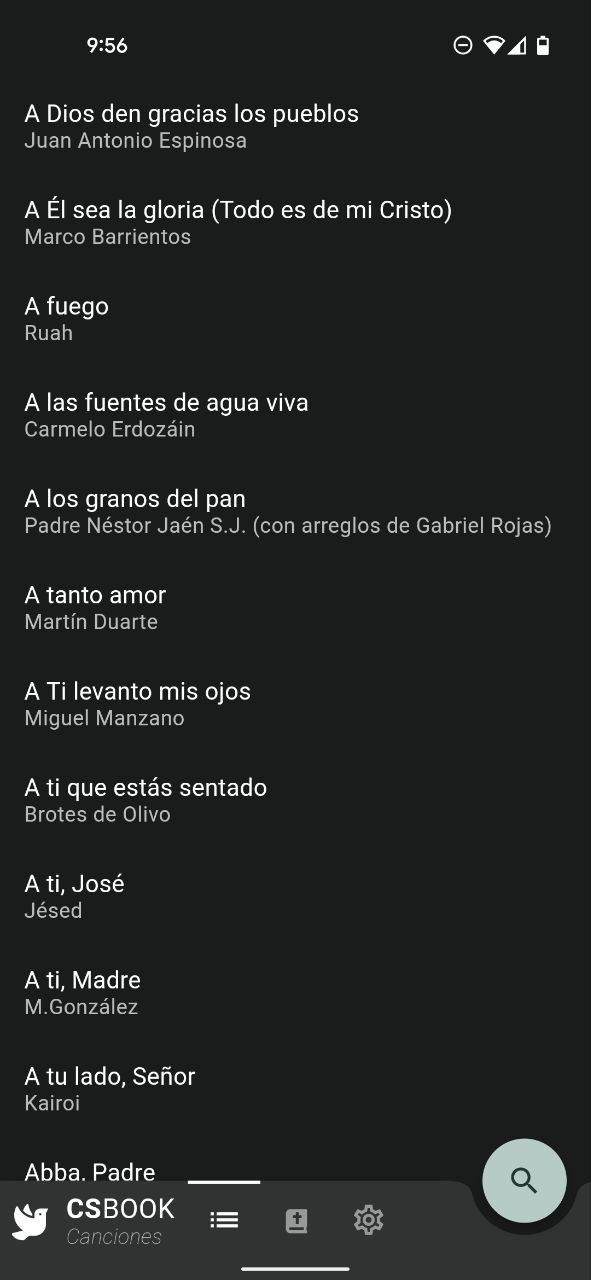 9:56
A Dios den gracias los pueblos
Juan Antonio Espinosa
A Él sea la gloria (Todo es de mi Cristo)
Marco Barrientos
A fuego
Ruah
A las fuentes de agua viva
Carmelo Erdozáin
A los granos del pan
Padre Néstor Jaén S.J. (con arreglos de Gabriel Rojas)
A tanto amor
Martín Duarte
A Ti levanto mis ojos
Miguel Manzano
A ti que estás sentado
Brotes de Olivo
A ti, José
Jésed
A ti, Madre
M.González
A tu lado, Señor
Kairoi
Abba, Padre
CSBOOK
Canciones